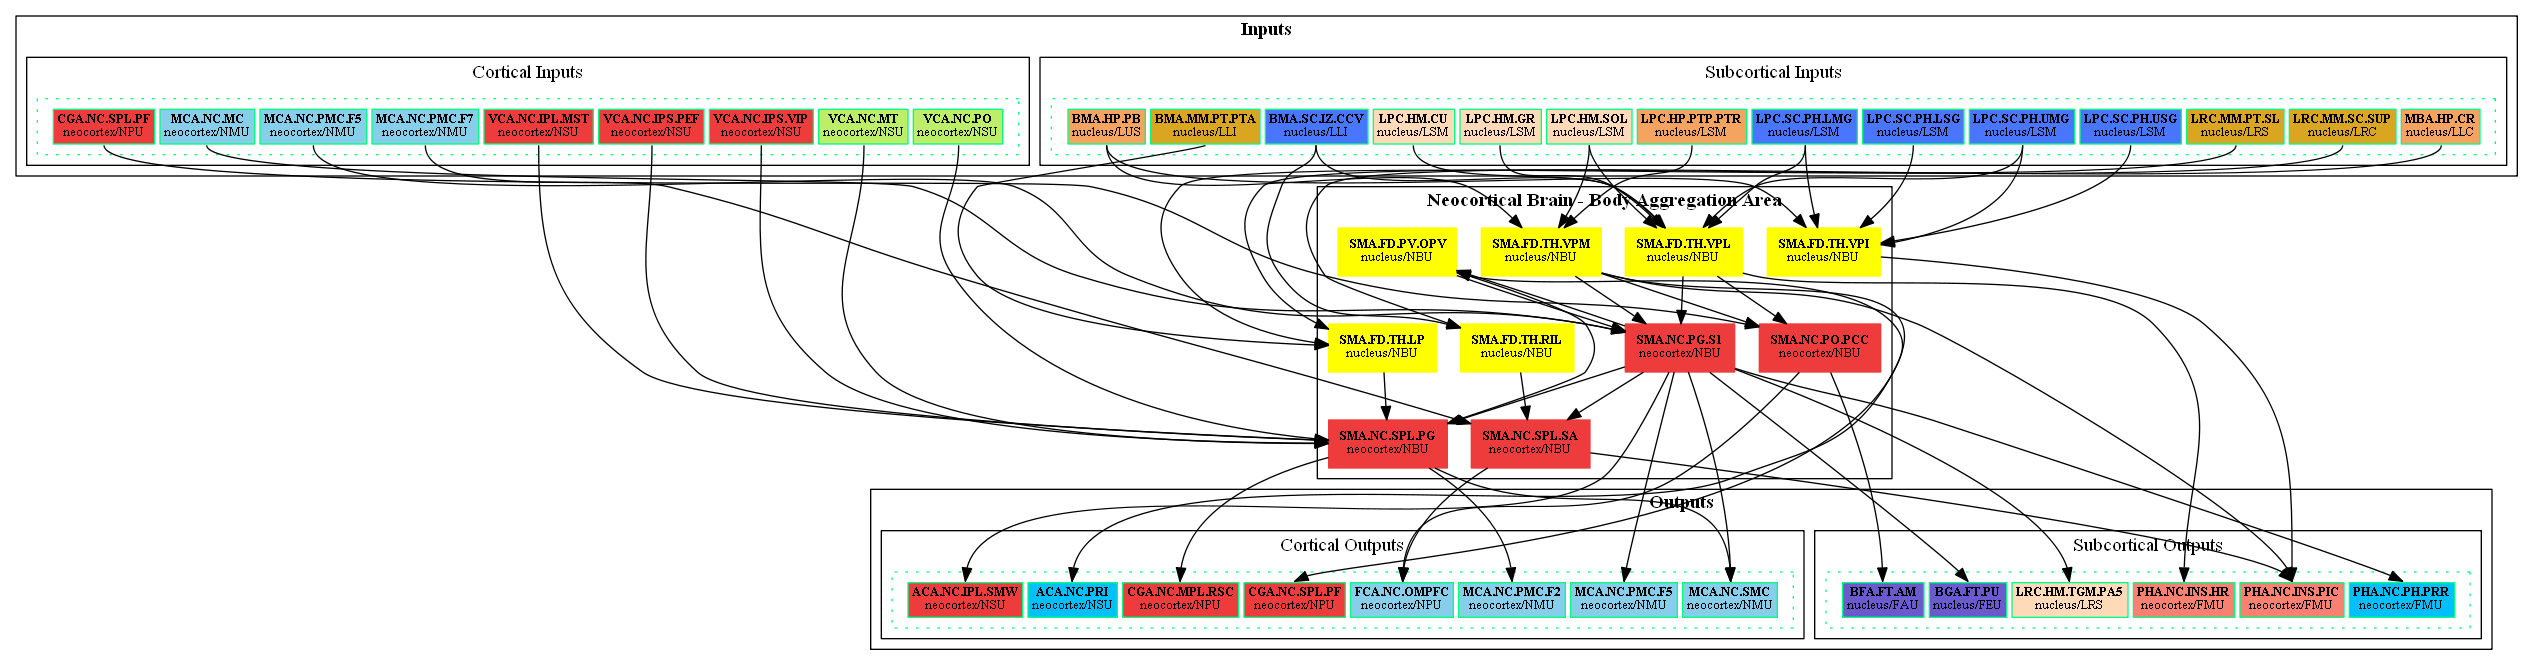 Inputs
Cortical Inputs
Subcortical Inputs
CGA.NC.SPL.PF
neocortex/NPU
MCA.NC.MC
neocortex/NMU
MCA.NC.PMC.F5
neocortex/NMU
MCA.NC.PMC.F7
neocortex/NMU
VCA.NC.IPL.MST
neocortex/NSU
VCA.NC.IPS.PEF
neocortex/NSU
VCA.NC.IPS.VIP
neocortex/NSU
VCA.NC.MT
neocortex/NSU
VCA.NC.PO
neocortex/NSU
BMA.HP.PB
nucleus/LUS
BMA.MM.PT.PTA
nucleus/LLI
BMA.SC.IZ.CCV
nucleus/LLI
LPC.HM.CU
nucleus/LSM
LPC.HM.GR
nucleus/LSM
LPC.HM.SOL
nucleus/LSM
LPC.HP.PTP.PTR
nucleus/LSM
LPC.SC.PH.LMG
nucleus/LSM
LPC.SC.PH.LSG
nucleus/LSM
LPC.SC.PH.UMG
nucleus/LSM
LPC.SC.PH.USG
nucleus/LSM
LRC.MM.PT.SL
nucleus/LRS
LRC.MM.SC.SUP
nucleus/LRC
MBA.HP.CR
nucleus/LLC
Neocortical Brain - Body Aggregation Area
SMA.FD.PV.OPV
nucleus/NBU
SMA.FD.TH.VPM
nucleus/NBU
SMA.FD.TH.VPL
nucleus/NBU
SMA.FD.TH.VPI
nucleus/NBU
SMA.FD.TH.LP
nucleus/NBU
SMA.FD.TH.RIL
nucleus/NBU
SMA.NC.PG.S1
neocortex/NBU
SMA.NC.PO.PCC
neocortex/NBU
SMA.NC.SPL.PG
neocortex/NBU
SMA.NC.SPL.SA
neocortex/NBU
Outputs
Cortical Outputs
Subcortical Outputs
ACA.NC.IPL.SMW
neocortex/NSU
ACA.NC.PRI
neocortex/NSU
CGA.NC.MPL.RSC
neocortex/NPU
CGA.NC.SPL.PF
neocortex/NPU
FCA.NC.OMPFC
neocortex/NPU
MCA.NC.PMC.F2
neocortex/NMU
MCA.NC.PMC.F5
neocortex/NMU
MCA.NC.SMC
neocortex/NMU
BFA.FT.AM
nucleus/FAU
BGA.FT.PU
nucleus/FEU
LRC.HM.TGM.PA5
nucleus/LRS
PHA.NC.INS.HR
neocortex/FMU
PHA.NC.INS.PIC
neocortex/FMU
PHA.NC.PH.PRR
neocortex/FMU